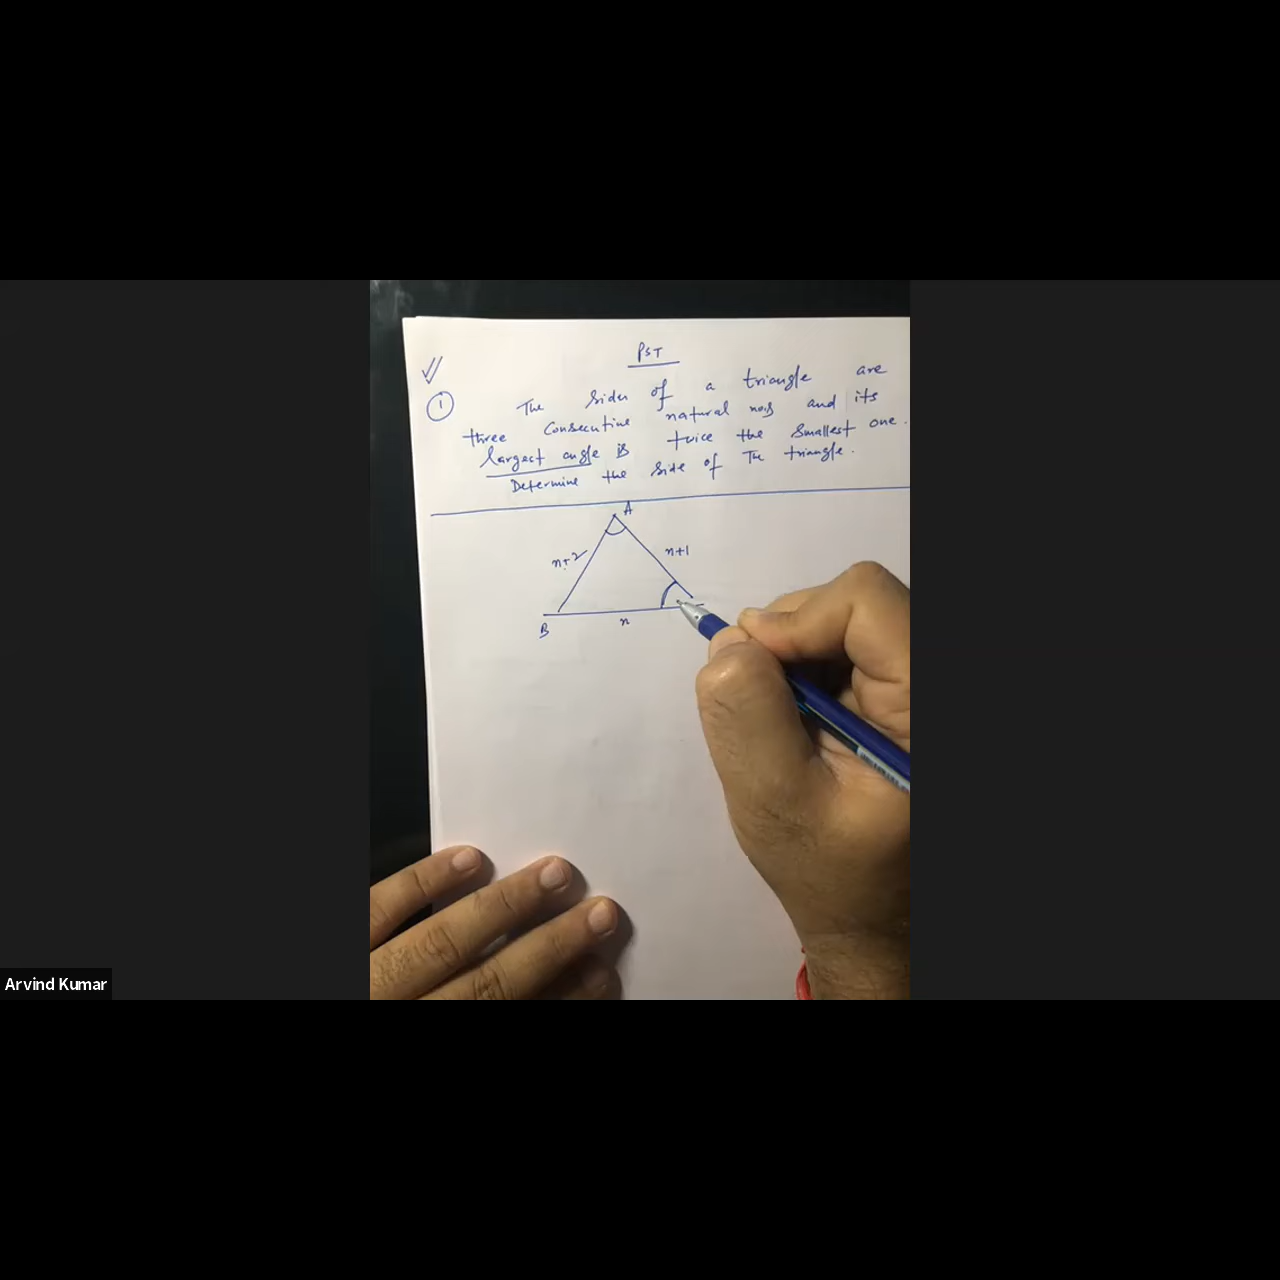 PST
1 The sides of a triangle are
three consecutive natural nos and its
largest angle is twice the smallest one.
Determine the side of the triangle.
A
n+2 n+1
B n
Arvind Kumar